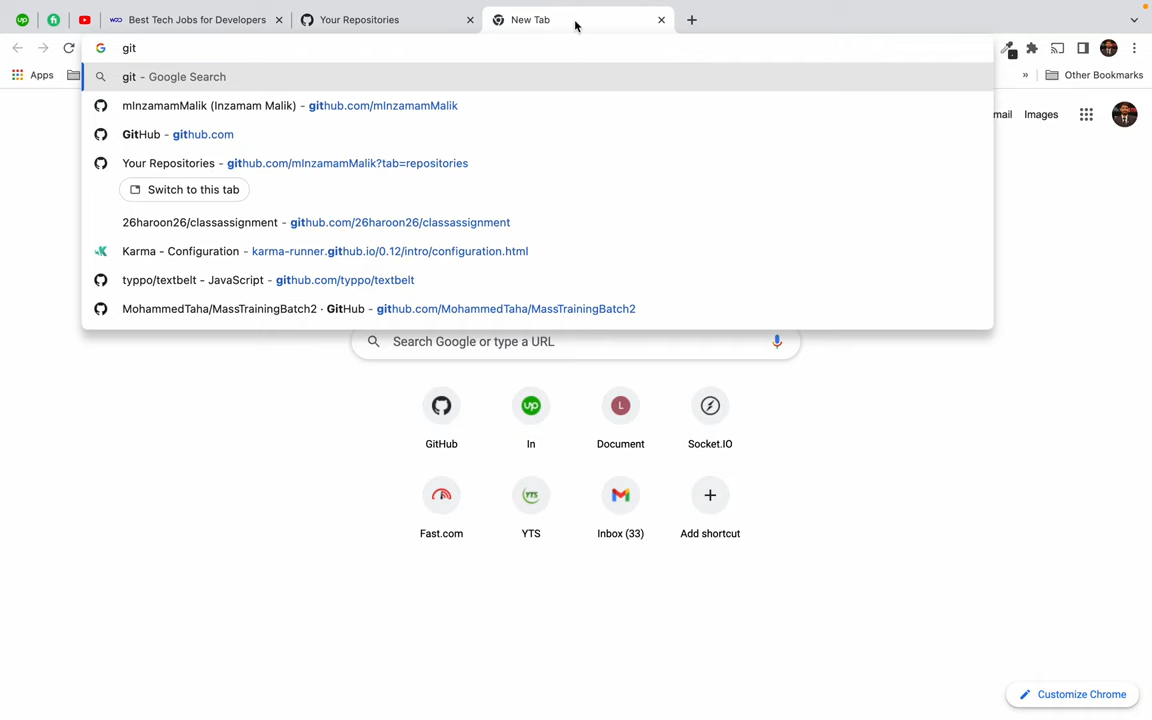 Best Tech Jobs for Developers
Your Repositories
New Tab
git
Apps
Other Bookmarks
git - Google Search
mInzamamMalik (Inzamam Malik) - github.com/mInzamamMalik
GitHub - github.com
Your Repositories - github.com/mInzamamMalik?tab=repositories
Switch to this tab
26haroon26/classassignment - github.com/26haroon26/classassignment
Karma - Configuration - karma-runner.github.io/0.12/intro/configuration.html
typpo/textbelt - JavaScript - github.com/typpo/textbelt
MohammedTaha/MassTrainingBatch2 · GitHub - github.com/MohammedTaha/MassTrainingBatch2
mail
Images
Search Google or type a URL
GitHub
In
Document
Socket.IO
Fast.com
YTS
Inbox (33)
Add shortcut
Customize Chrome